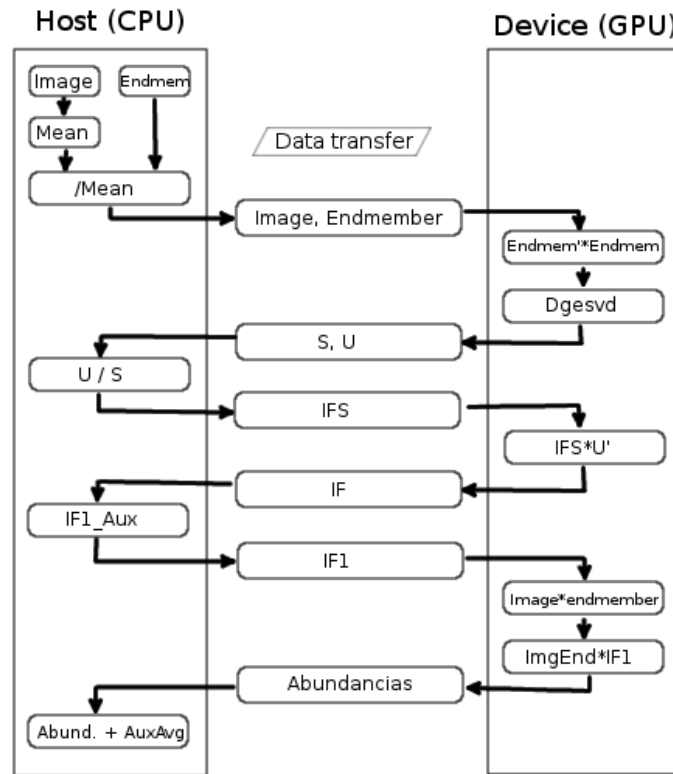 Host (CPU)
Device (GPU)
Image
Endmem
Mean
Data transfer
/Mean
Image, Endmember
Endmem'*Endmem
Dgesvd
S, U
U / S
IFS
IFS*U'
IF
IF1_Aux
IF1
Image*endmember
ImgEnd*IF1
Abundancias
Abund. + AuxAvg